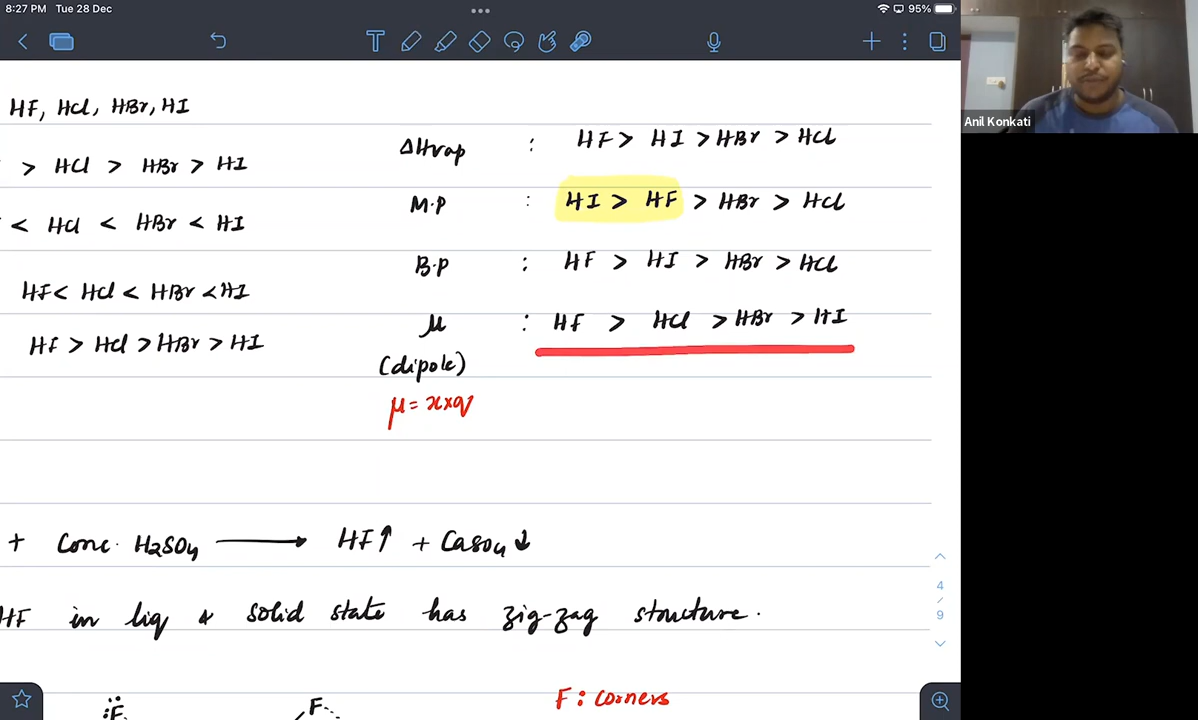 8:27 PM Tue 28 Dec
95%
HF, HCl, HBr, HI
> HCl > HBr > HI
< HCl < HBr < HI
HF < HCl < HBr < HI
HF > HCl > HBr > HI
ΔHvap : HF > HI > HBr > HCl
M.P : HI > HF > HBr > HCl
B.P : HF > HI > HBr > HCl
μ : HF > HCl > HBr > HI
(dipole)
μ = x×q
+ Conc. H2SO4 ⟶ HF↑ + CaSO4↓
HF in liq & solid state has zig-zag structure.
F : corners
:F̈
F
4
/
9
Anil Konkati